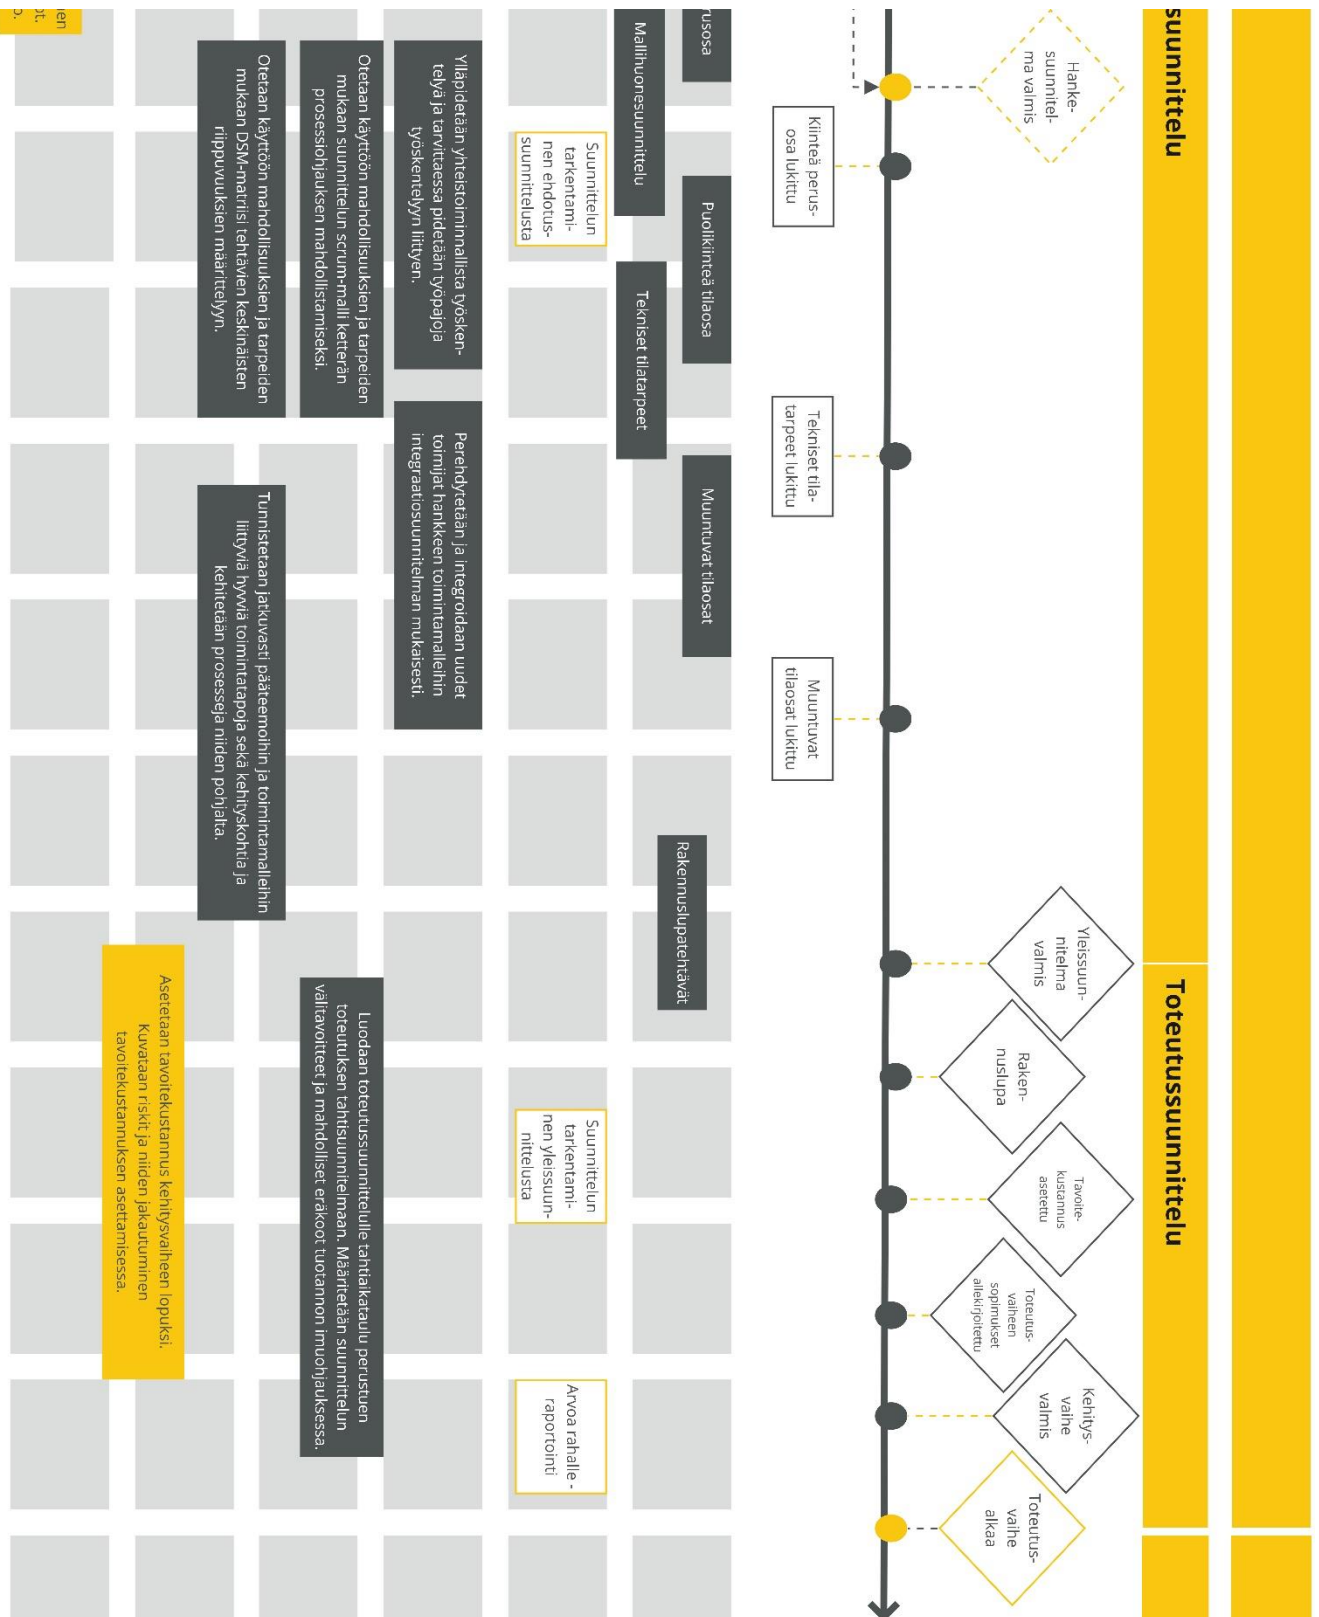 suunnittelu
Toteutussuunnittelu
Hanke-
suunnitel-
ma valmis
Yleissuun-
nitelma
valmis
Raken-
nuslupa
Tavoite-
kustannus
asetettu
Toteutus-
vaiheen
sopimukset
allekirjoitettu
Kehitys-
vaihe
valmis
Toteutus-
vaihe
alkaa
Kiinteä perus-
osa lukittu
Tekniset tila-
tarpeet lukittu
Muuntuvat
tilaosat lukittu
rusosa
Puolikiinteä tilaosa
Muuntuvat tilaosat
Rakennuslupatehtävät
Mallihuonesuunnittelu
Tekniset tilatarpeet
Suunnittelun
tarkentami-
nen ehdotus-
suunnittelusta
Suunnittelun
tarkentami-
nen yleissuun-
nittelusta
Arvoa rahalle -
raportointi
Ylläpidetään yhteistoiminnallista työsken-
telyä ja tarvittaessa pidetään työpajoja
työskentelyyn liittyen.
Perehdytetään ja integroidaan uudet
toimijat hankkeen toimintamalleihin
integraatiosuunnitelman mukaisesti.
Otetaan käyttöön mahdollisuuksien ja tarpeiden
mukaan suunnittelun scrum-malli ketterän
prosessiohjauksen mahdollistamiseksi.
Luodaan toteutussuunnittelulle tahtiaikataulu perustuen
toteutuksen tahtisuunnitelmaan. Määritetään suunnittelun
välitavoitteet ja mahdolliset eräkoot tuotannon imuohjauksessa.
Otetaan käyttöön mahdollisuuksien ja tarpeiden
mukaan DSM-matriisi tehtävien keskinäisten
riippuvuuksien määrittelyyn.
Tunnistetaan jatkuvasti pääteemoihin ja toimintamalleihin
liittyviä hyviä toimintatapoja sekä kehityskohtia ja
kehitetään prosesseja niiden pohjalta.
Asetetaan tavoitekustannus kehitysvaiheen lopuksi.
Kuvataan riskit ja niiden jakautuminen
tavoitekustannuksen asettamisessa.
nen
ot.
o.